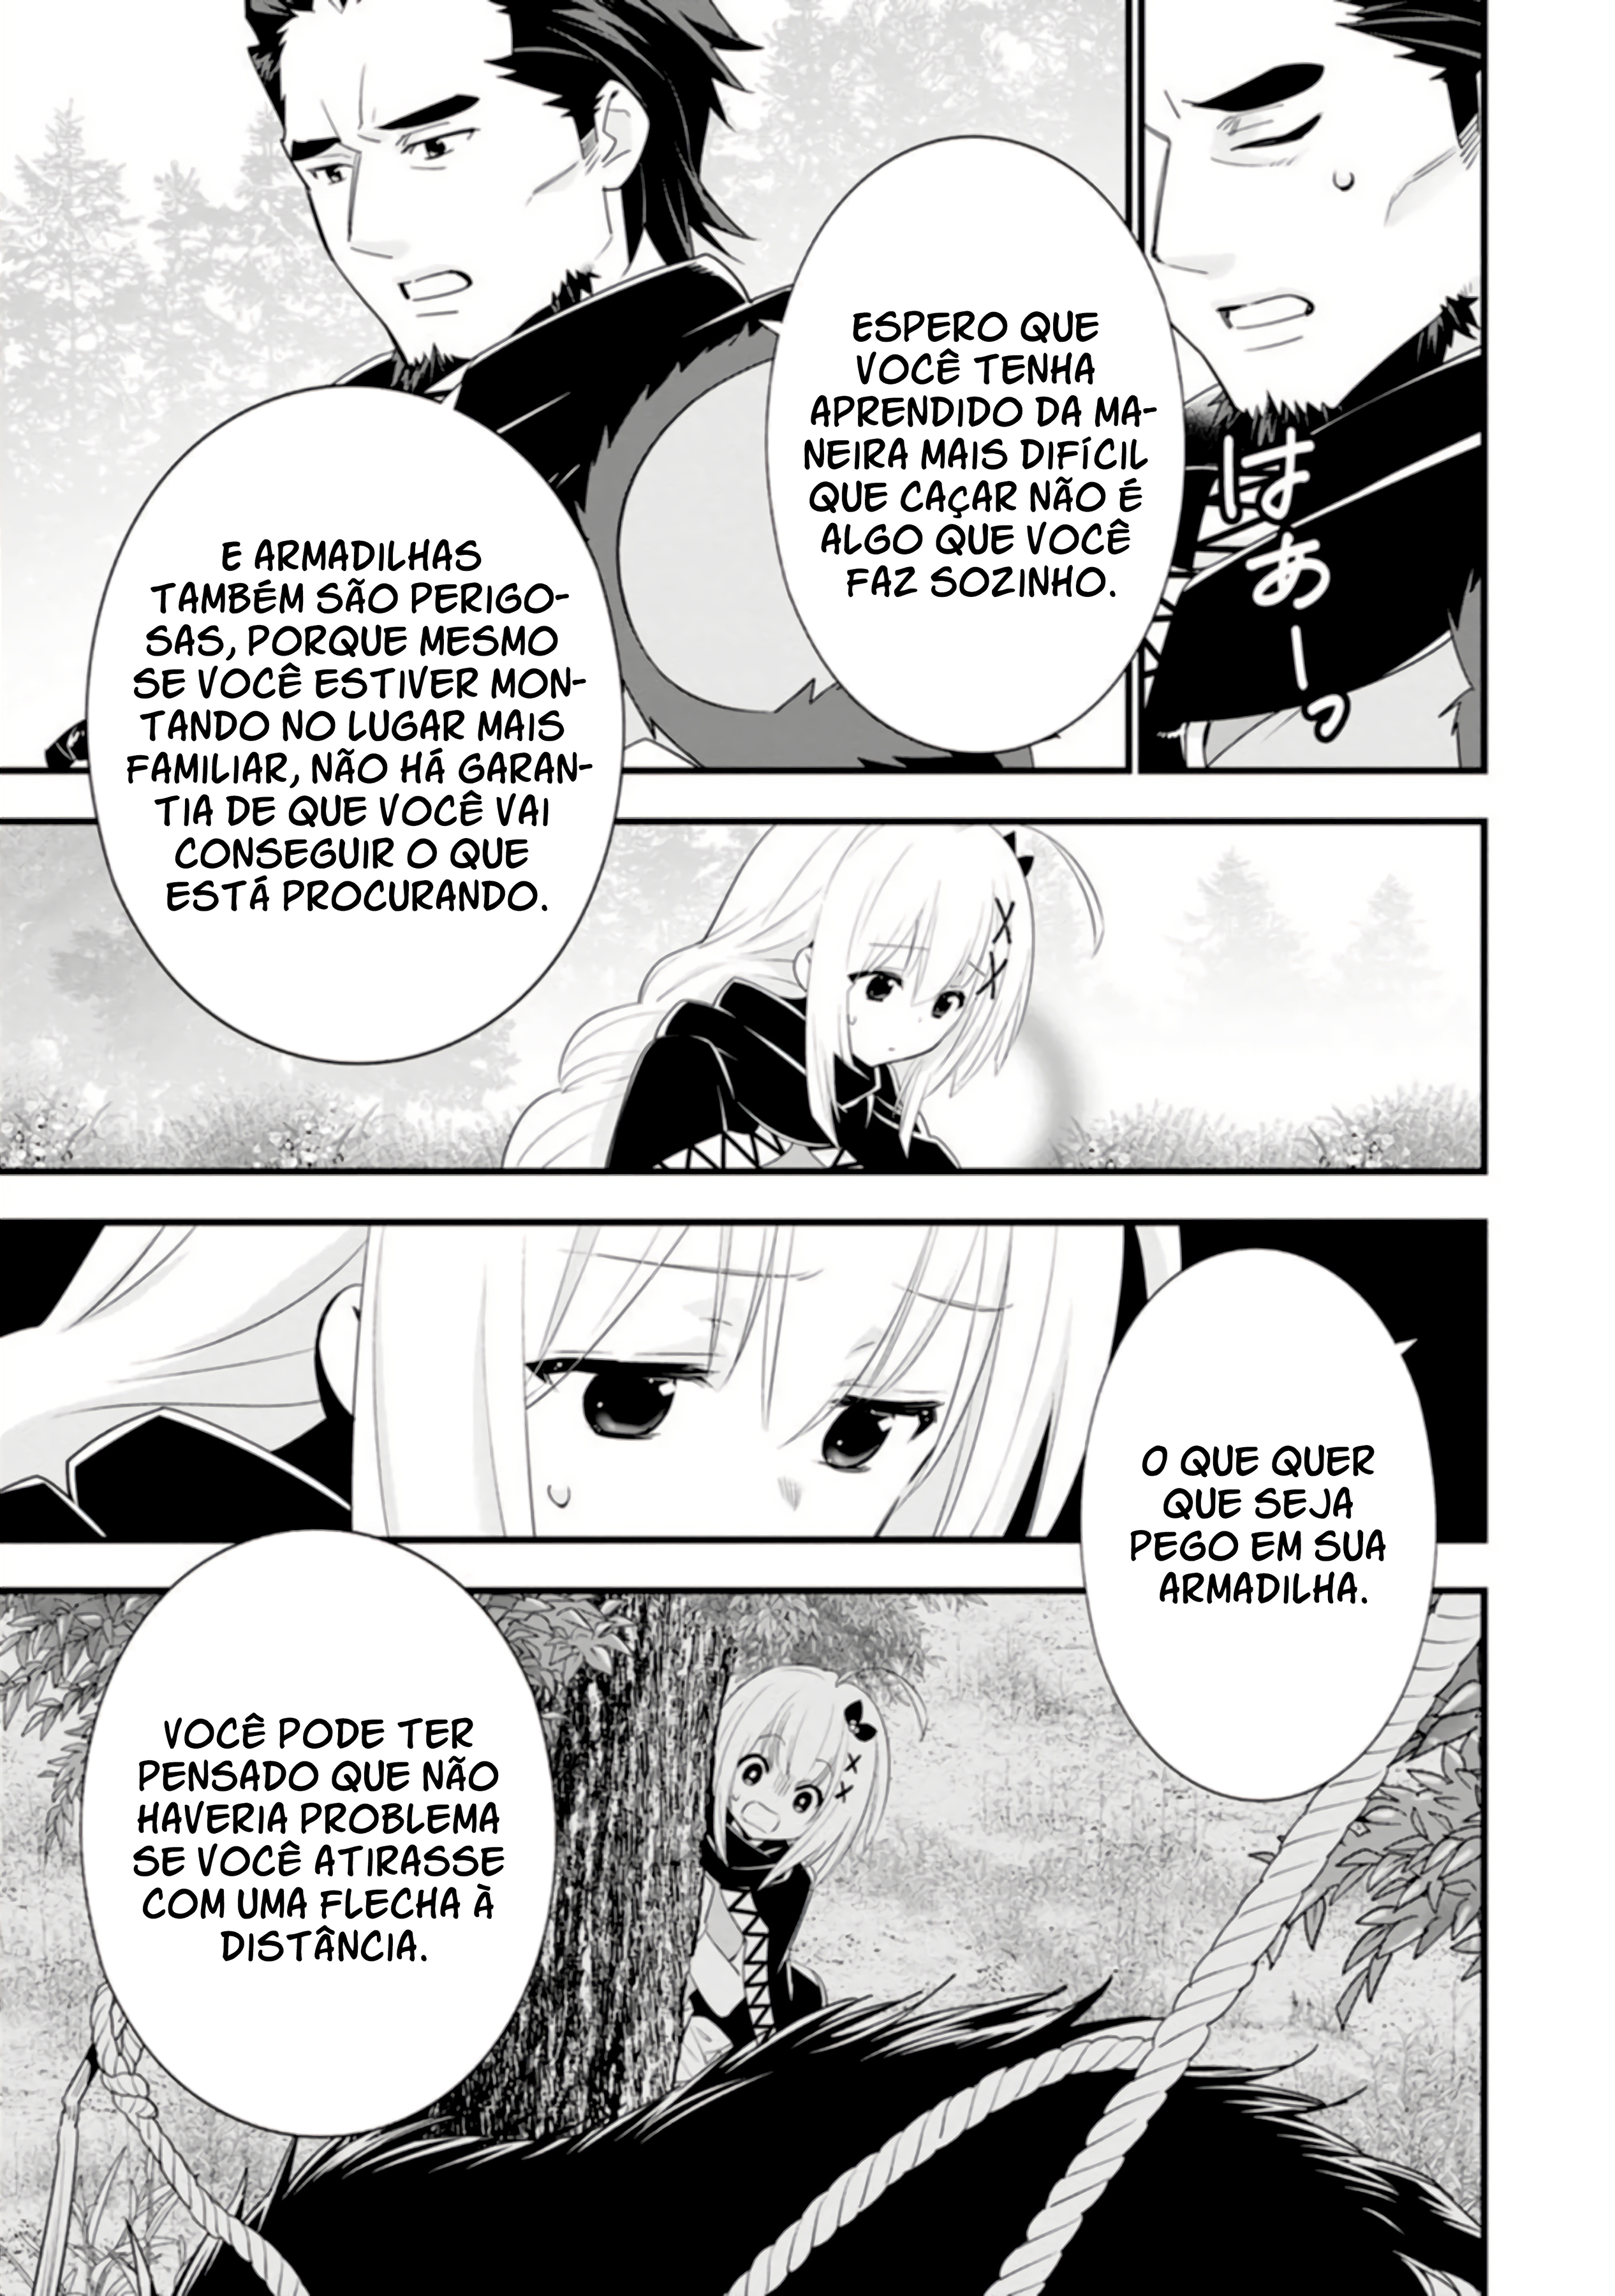 はぁーっ
ESPERO QUE
VOCÊ TENHA
APRENDIDO DA MA-
NEIRA MAIS DIFÍCIL
QUE CAÇAR NÃO É
ALGO QUE VOCÊ
FAZ SOZINHO.
E ARMADILHAS
TAMBÉM SÃO PERIGO-
SAS, PORQUE MESMO
SE VOCÊ ESTIVER MON-
TANDO NO LUGAR MAIS
FAMILIAR, NÃO HÁ GARAN-
TIA DE QUE VOCÊ VAI
CONSEGUIR O QUE
ESTÁ PROCURANDO.
O QUE QUER
QUE SEJA
PEGO EM SUA
ARMADILHA.
VOCÊ PODE TER
PENSADO QUE NÃO
HAVERIA PROBLEMA
SE VOCÊ ATIRASSE
COM UMA FLECHA À
DISTÂNCIA.